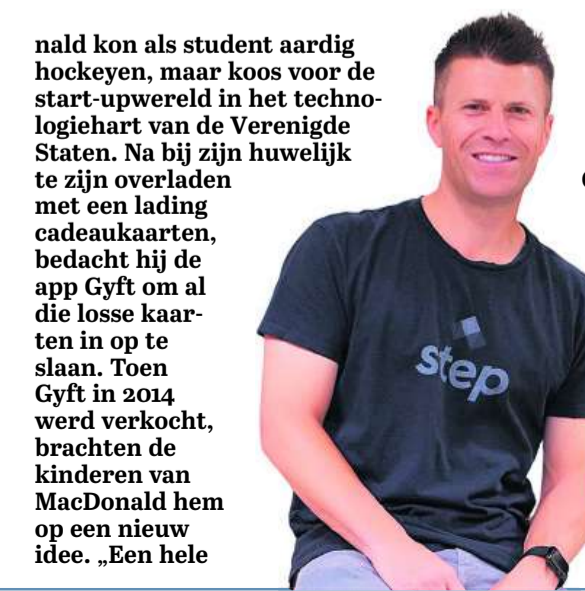 nald kon als student aardig
hockeyen, maar koos voor de
start-upwereld in het techno-
logiehart van de Verenigde
Staten. Na bij zijn huwelijk
te zijn overladen
met een lading
cadeaukaarten,
bedacht hij de
app Gyft om al
die losse kaar-
ten in op te
slaan. Toen
Gyft in 2014
werd verkocht,
brachten de
kinderen van
MacDonald hem
op een nieuw
idee. „Een hele
step